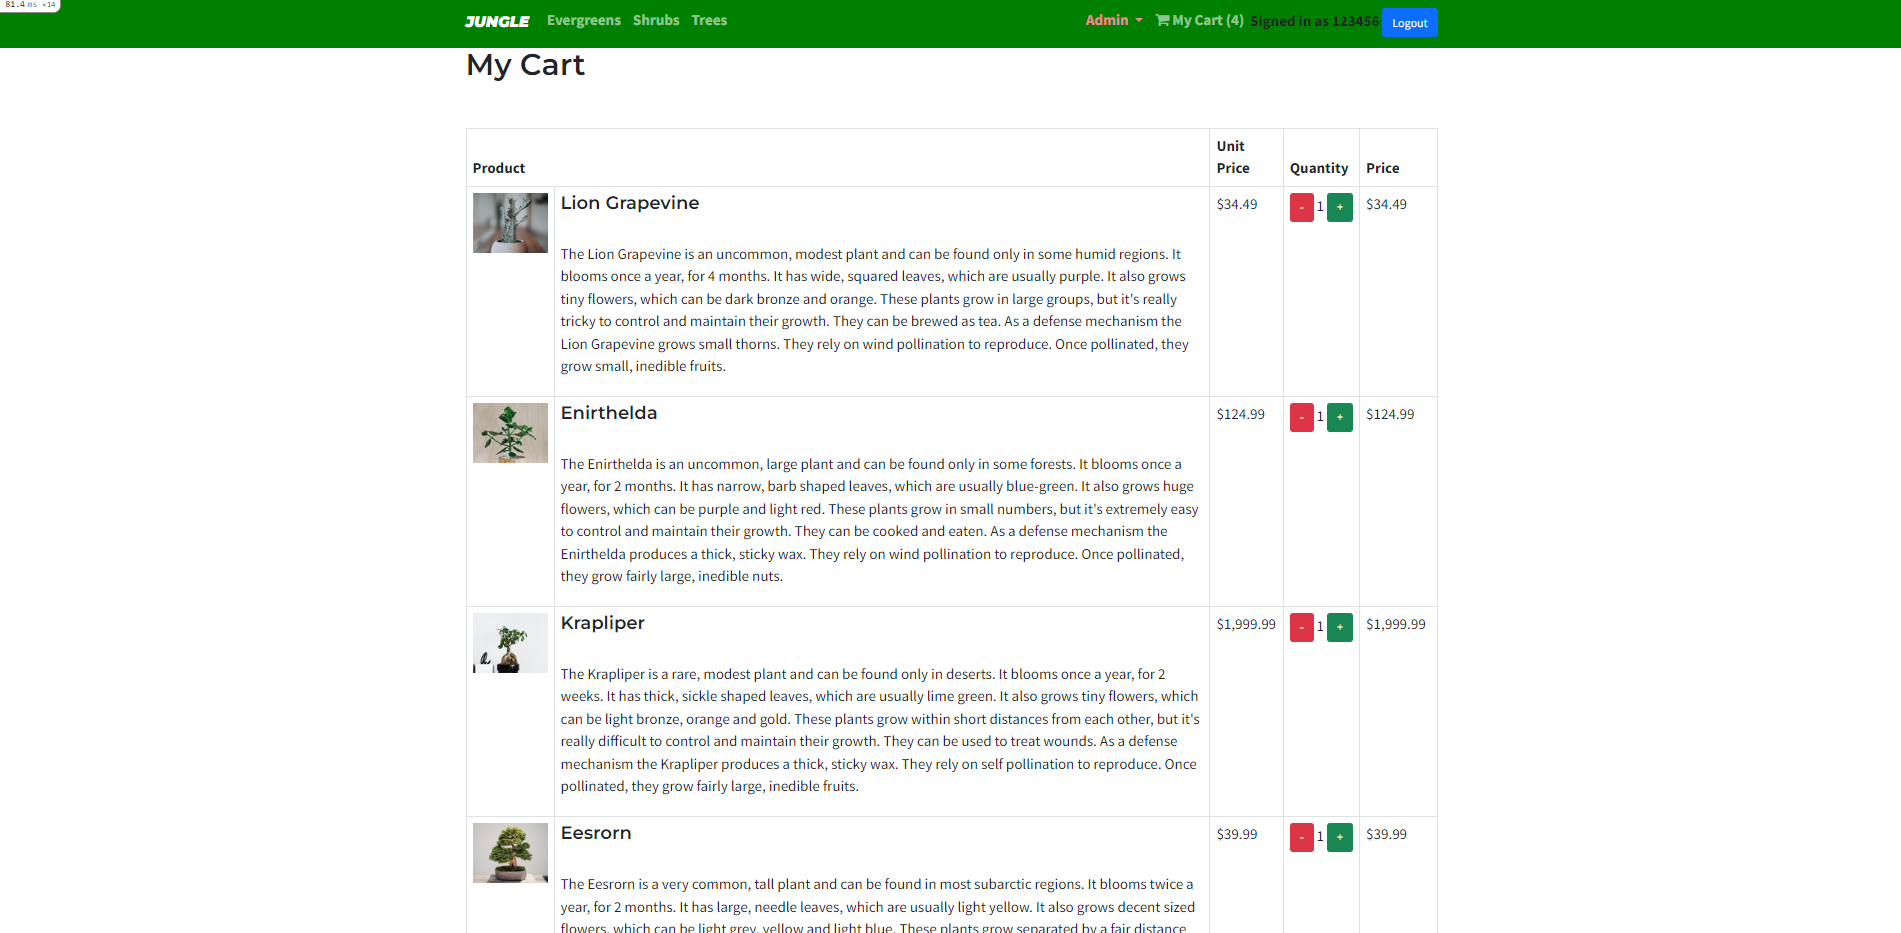 81.4 ms ×14
JUNGLE Evergreens Shrubs Trees Admin My Cart (4) Signed in as 123456 Logout
My Cart
Product Unit Price Quantity Price
Lion Grapevine $34.49 - 1 + $34.49
The Lion Grapevine is an uncommon, modest plant and can be found only in some humid regions. It
blooms once a year, for 4 months. It has wide, squared leaves, which are usually purple. It also grows
tiny flowers, which can be dark bronze and orange. These plants grow in large groups, but it's really
tricky to control and maintain their growth. They can be brewed as tea. As a defense mechanism the
Lion Grapevine grows small thorns. They rely on wind pollination to reproduce. Once pollinated, they
grow small, inedible fruits.
Enirthelda $124.99 - 1 + $124.99
The Enirthelda is an uncommon, large plant and can be found only in some forests. It blooms once a
year, for 2 months. It has narrow, barb shaped leaves, which are usually blue-green. It also grows huge
flowers, which can be purple and light red. These plants grow in small numbers, but it's extremely easy
to control and maintain their growth. They can be cooked and eaten. As a defense mechanism the
Enirthelda produces a thick, sticky wax. They rely on wind pollination to reproduce. Once pollinated,
they grow fairly large, inedible nuts.
Krapliper $1,999.99 - 1 + $1,999.99
The Krapliper is a rare, modest plant and can be found only in deserts. It blooms once a year, for 2
weeks. It has thick, sickle shaped leaves, which are usually lime green. It also grows tiny flowers, which
can be light bronze, orange and gold. These plants grow within short distances from each other, but it's
really difficult to control and maintain their growth. They can be used to treat wounds. As a defense
mechanism the Krapliper produces a thick, sticky wax. They rely on self pollination to reproduce. Once
pollinated, they grow fairly large, inedible fruits.
Eesrorn $39.99 - 1 + $39.99
The Eesrorn is a very common, tall plant and can be found in most subarctic regions. It blooms twice a
year, for 2 months. It has large, needle leaves, which are usually light yellow. It also grows decent sized
flowers, which can be light grey, yellow and light blue. These plants grow separated by a fair distance